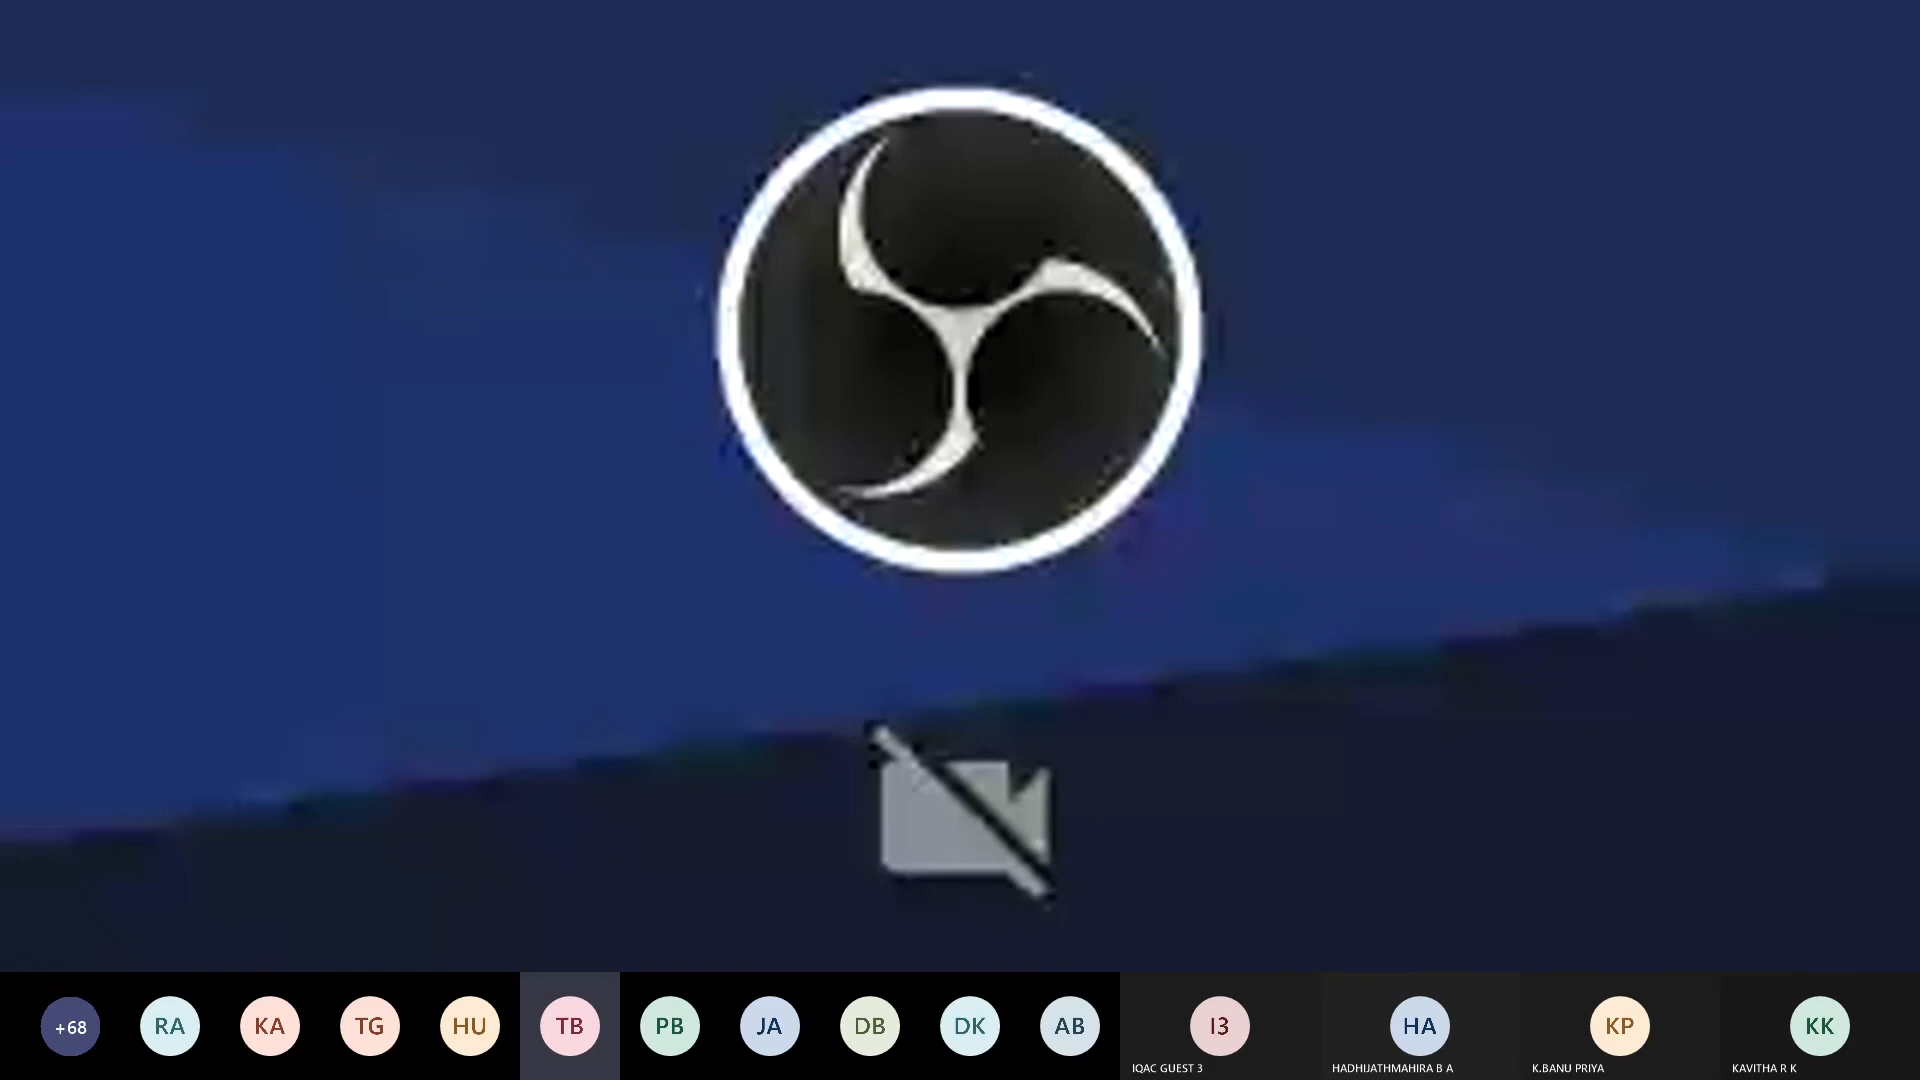 +68 RA KA TG HU TB PB JA DB DK AB I3 HA KP KK
IQAC GUEST 3 HADHIJATHMAHIRA B A K.BANU PRIYA KAVITHA R K